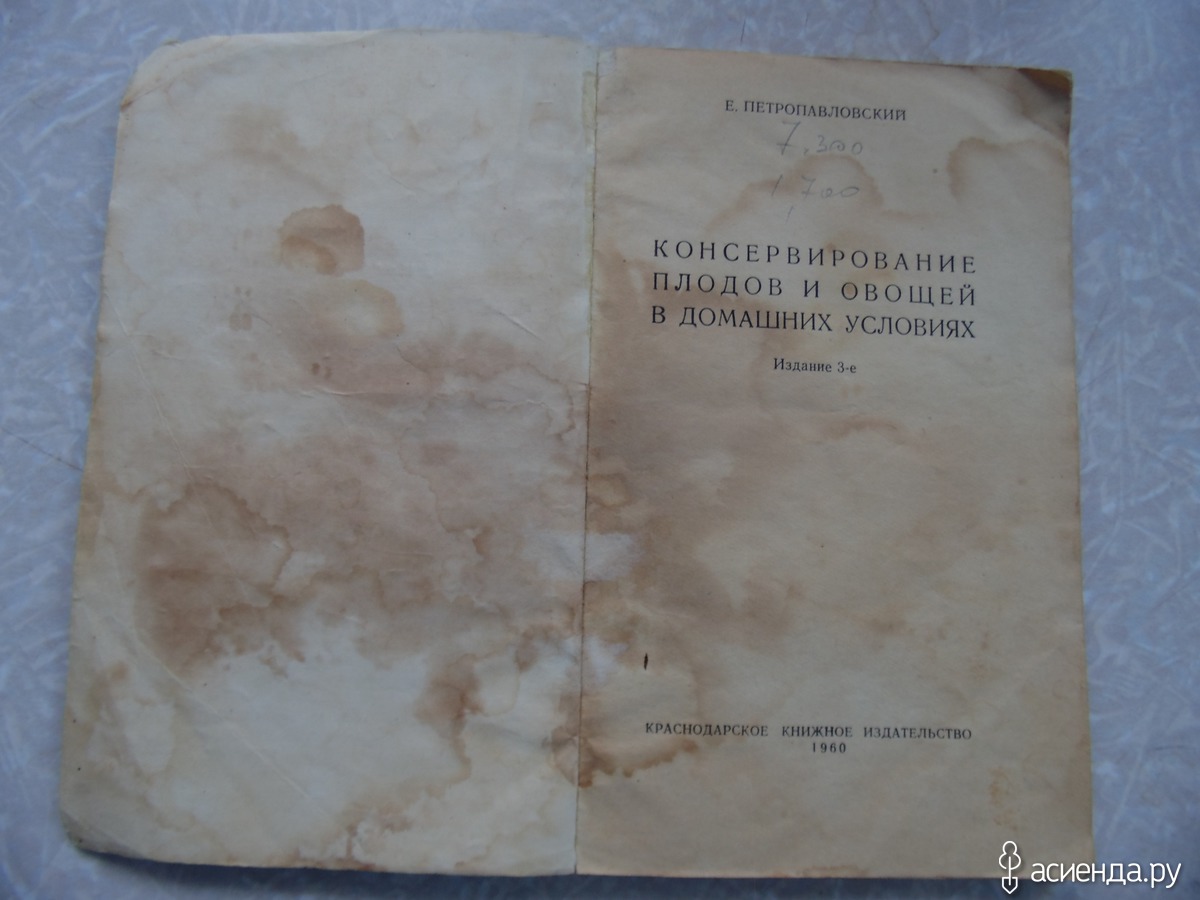 Е. ПЕТРОПАВЛОВСКИЙ
7.300
1,700
КОНСЕРВИРОВАНИЕ
ПЛОДОВ И ОВОЩЕЙ
В ДОМАШНИХ УСЛОВИЯХ
Издание 3-е
КРАСНОДАРСКОЕ КНИЖНОЕ ИЗДАТЕЛЬСТВО
1960
асиенда.ру